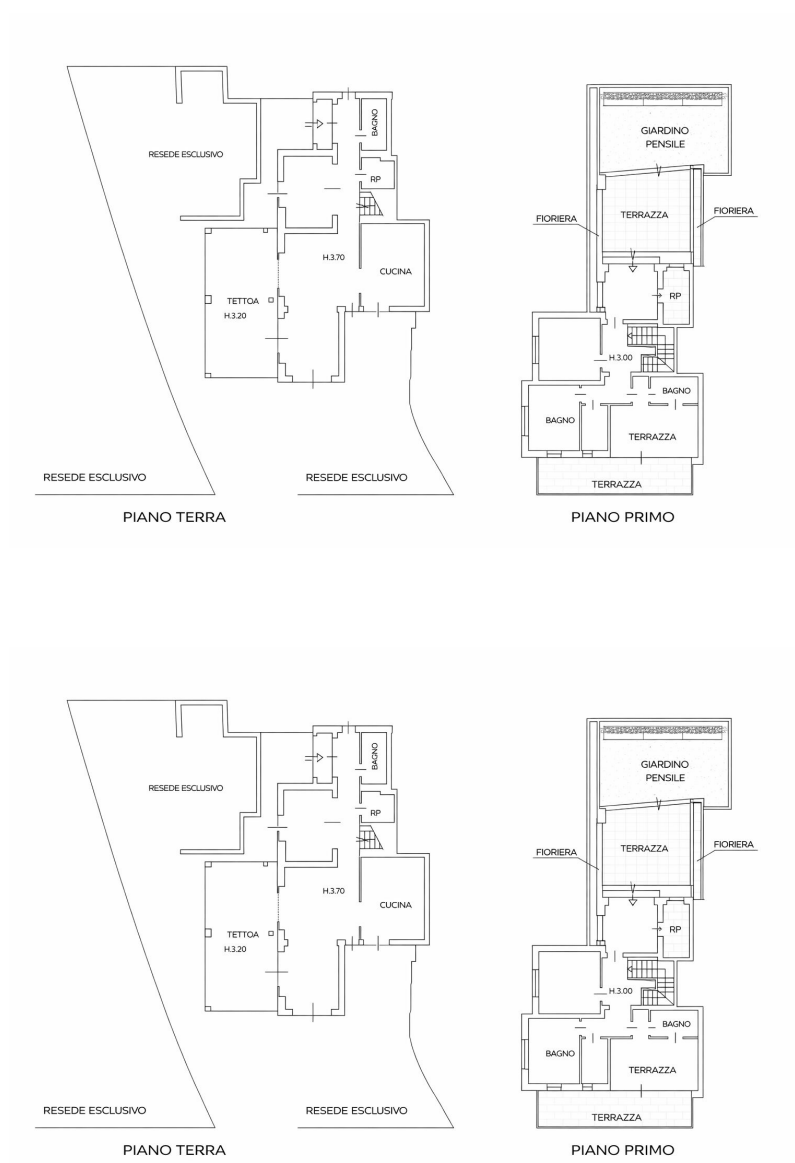 RESEDE ESCLUSIVO
BAGNO
RP
H.3.70
CUCINA
TETTOA
H.3.20
RESEDE ESCLUSIVO
RESEDE ESCLUSIVO
PIANO TERRA
GIARDINO
PENSILE
FIORIERA
TERRAZZA
FIORIERA
RP
H.3.00
BAGNO
BAGNO
TERRAZZA
TERRAZZA
PIANO PRIMO
RESEDE ESCLUSIVO
BAGNO
RP
H.3.70
CUCINA
TETTOA
H.3.20
RESEDE ESCLUSIVO
RESEDE ESCLUSIVO
PIANO TERRA
GIARDINO
PENSILE
FIORIERA
TERRAZZA
FIORIERA
RP
H.3.00
BAGNO
BAGNO
TERRAZZA
TERRAZZA
PIANO PRIMO